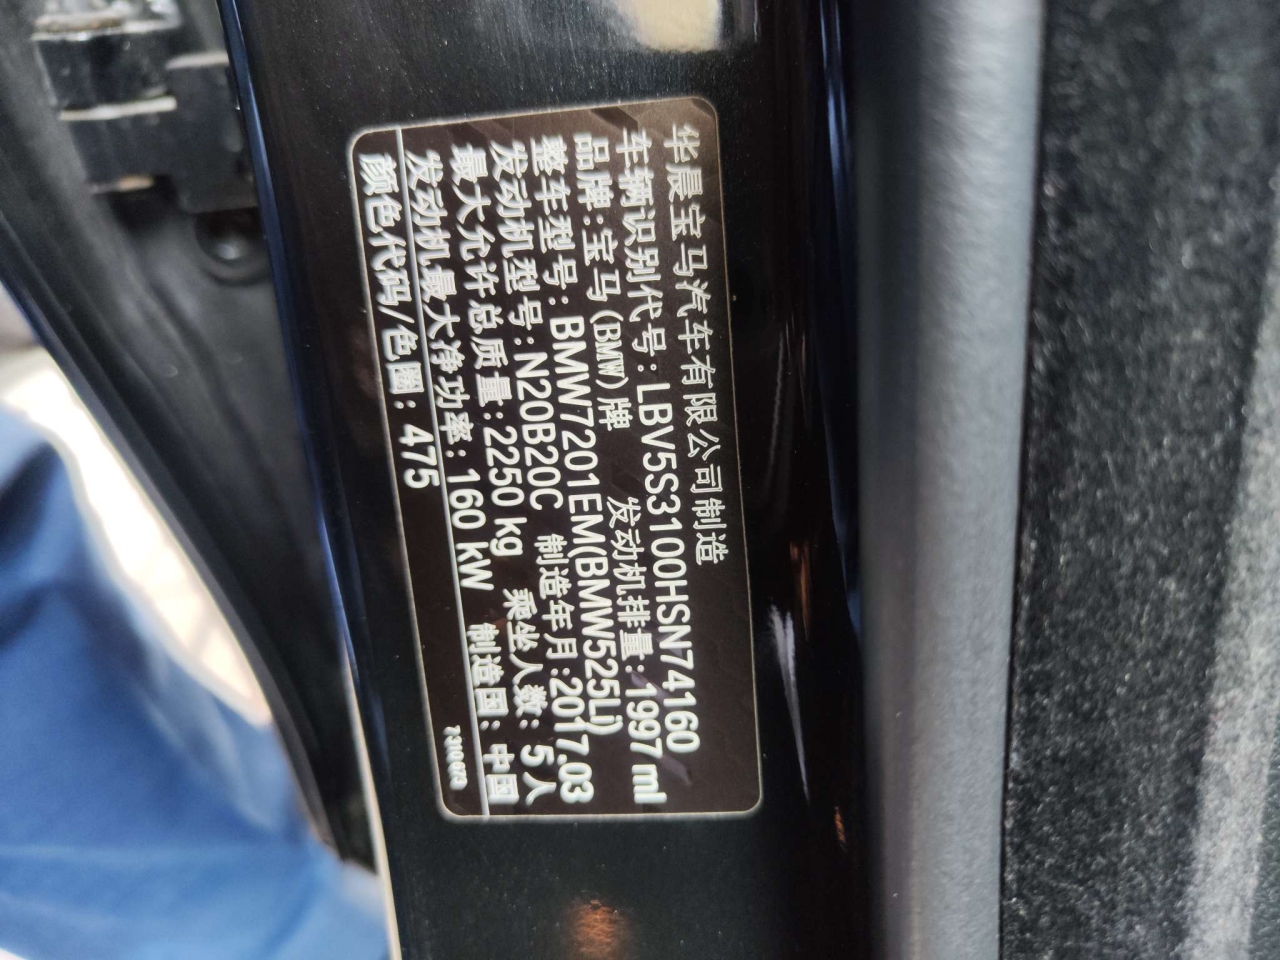 华晨宝马汽车有限公司制造
车辆识别代号:LBV5S3100HSN74160
品牌:宝马(BMW)牌 发动机排量:1997 ml
整车型号:BMW7201EM(BMW525Li)
发动机型号:N20B20C 制造年月:2017.03
最大允许总质量:2250 kg 乘坐人数:5人
发动机最大净功率:160 kW 制造国:中国
颜色代码/色圖:475